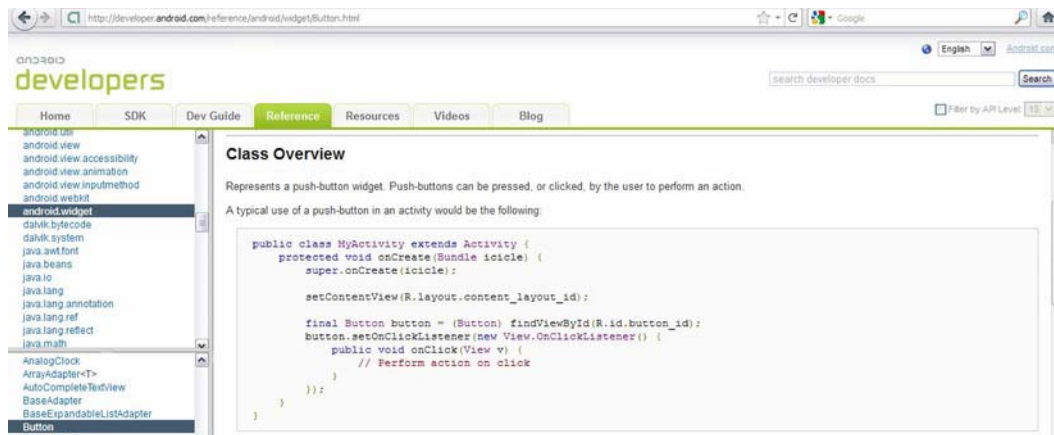 http://developer.android.com/reference/android/widget/Button.html
Google
English
Android.com
android
developers
search developer docs
Search
Home SDK Dev Guide Reference Resources Videos Blog
Filter by API Level: 13
android.util
android.view
android.view.accessibility
android.view.animation
android.view.inputmethod
android.webkit
android.widget
dalvik.bytecode
dalvik.system
java.awt.font
java.beans
java.io
java.lang
java.lang.annotation
java.lang.ref
java.lang.reflect
java.math
AnalogClock
ArrayAdapter<T>
AutoCompleteTextView
BaseAdapter
BaseExpandableListAdapter
Button
Class Overview
Represents a push-button widget. Push-buttons can be pressed, or clicked, by the user to perform an action.
A typical use of a push-button in an activity would be the following:
public class MyActivity extends Activity {
protected void onCreate(Bundle icicle) {
super.onCreate(icicle);
setContentView(R.layout.content_layout_id);
final Button button = (Button) findViewById(R.id.button_id);
button.setOnClickListener(new View.OnClickListener() {
public void onClick(View v) {
// Perform action on click
}
});
}
}